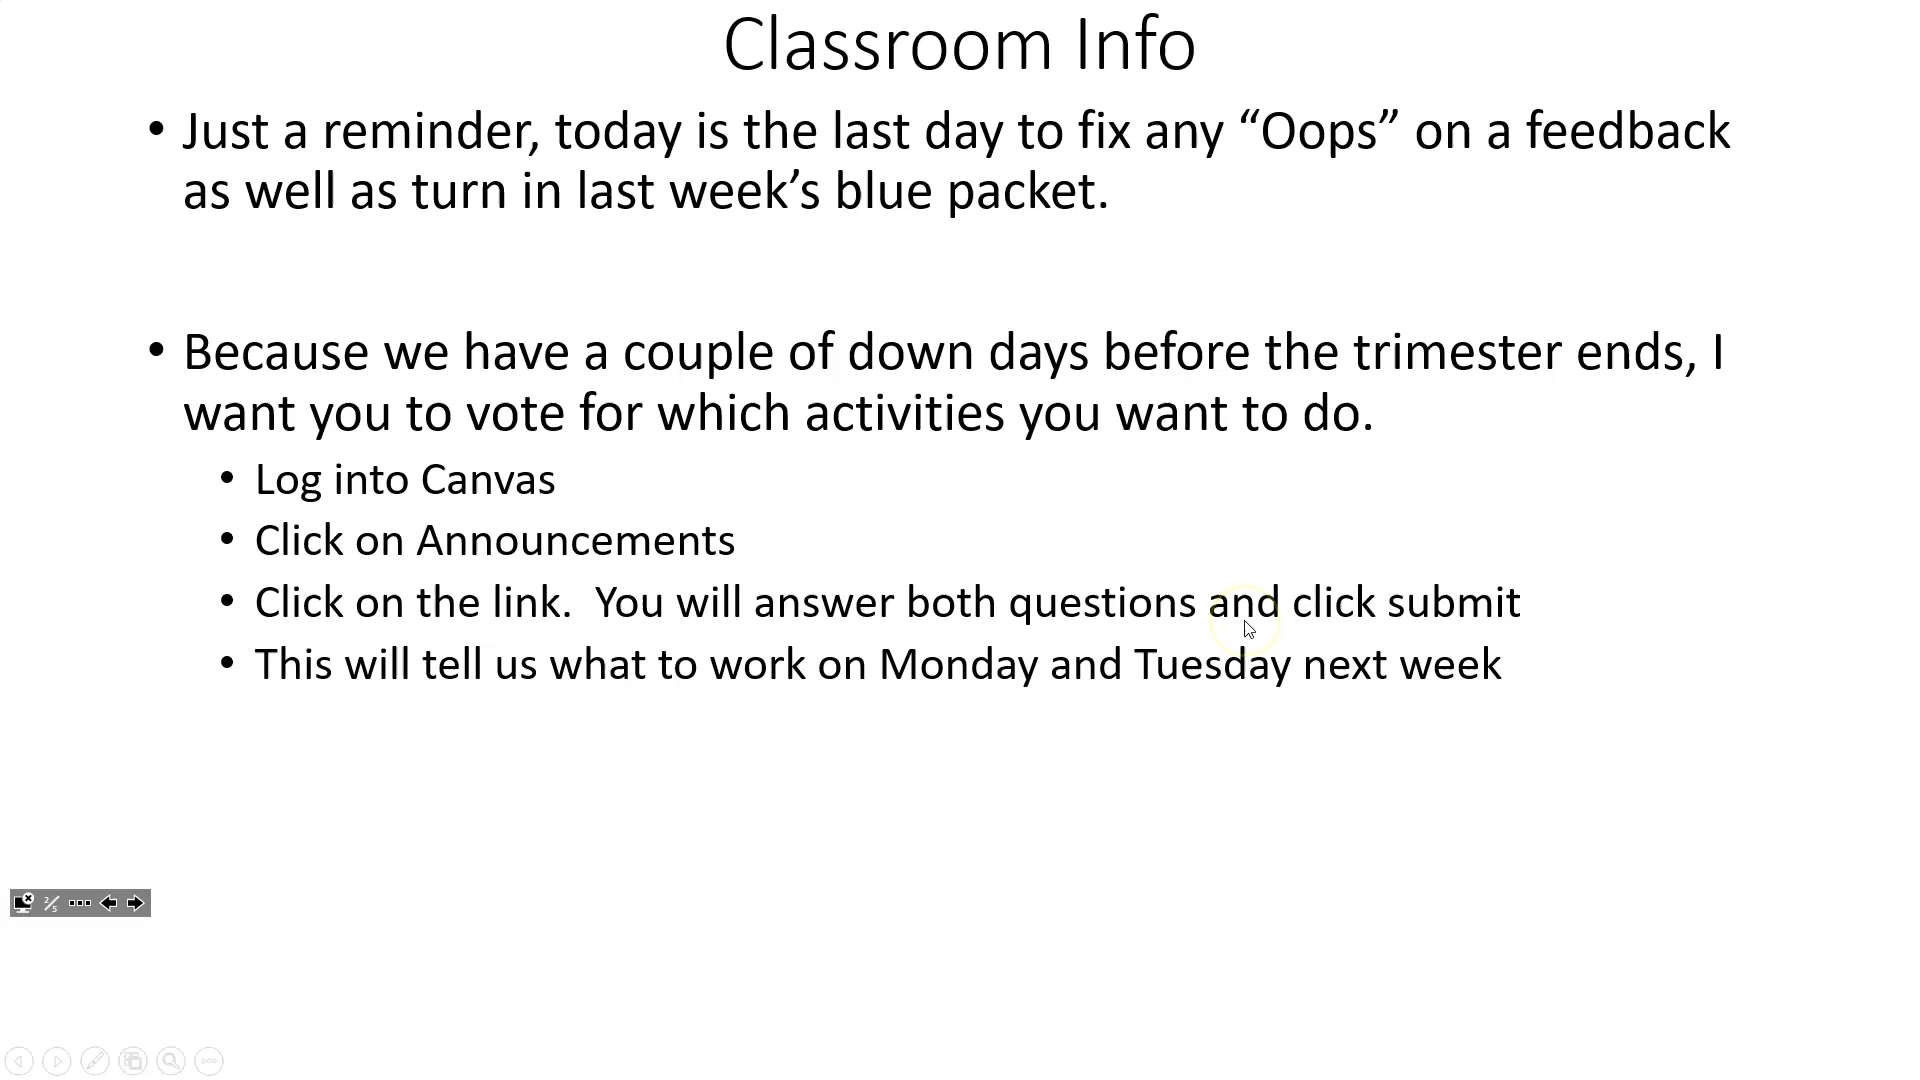 Classroom Info
• Just a reminder, today is the last day to fix any “Oops” on a feedback
as well as turn in last week’s blue packet.
• Because we have a couple of down days before the trimester ends, I
want you to vote for which activities you want to do.
• Log into Canvas
• Click on Announcements
• Click on the link.  You will answer both questions and click submit
• This will tell us what to work on Monday and Tuesday next week
2/5